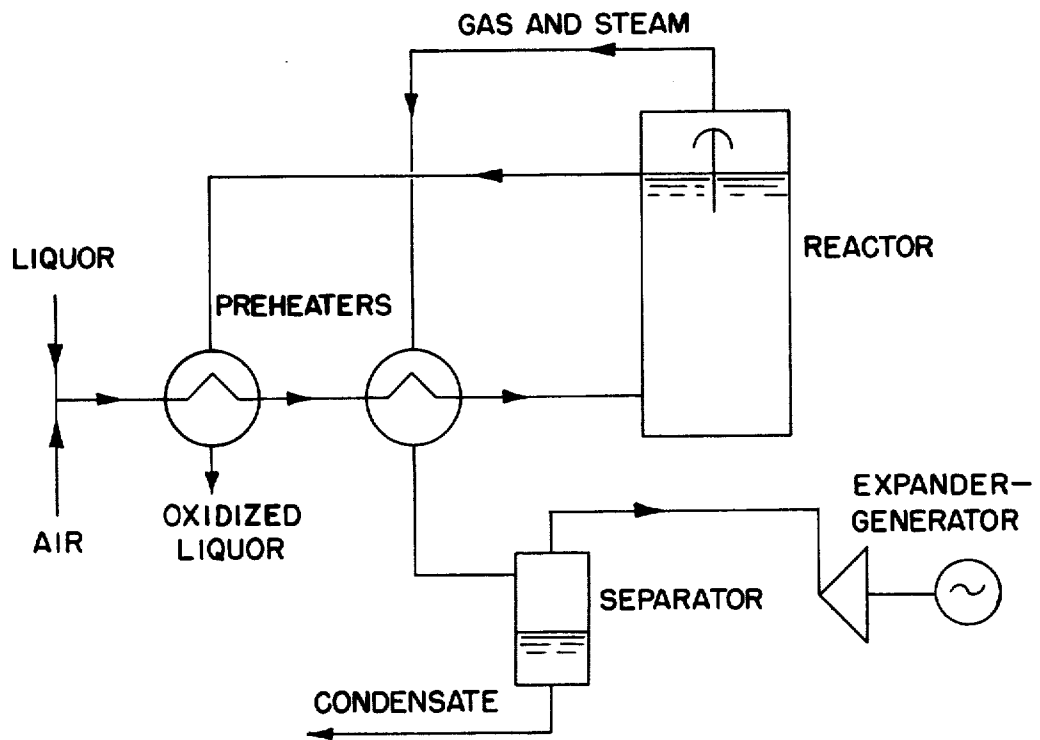 GAS AND STEAM
REACTOR
LIQUOR
PREHEATERS
AIR
OXIDIZED
LIQUOR
EXPANDER-
GENERATOR
SEPARATOR
CONDENSATE